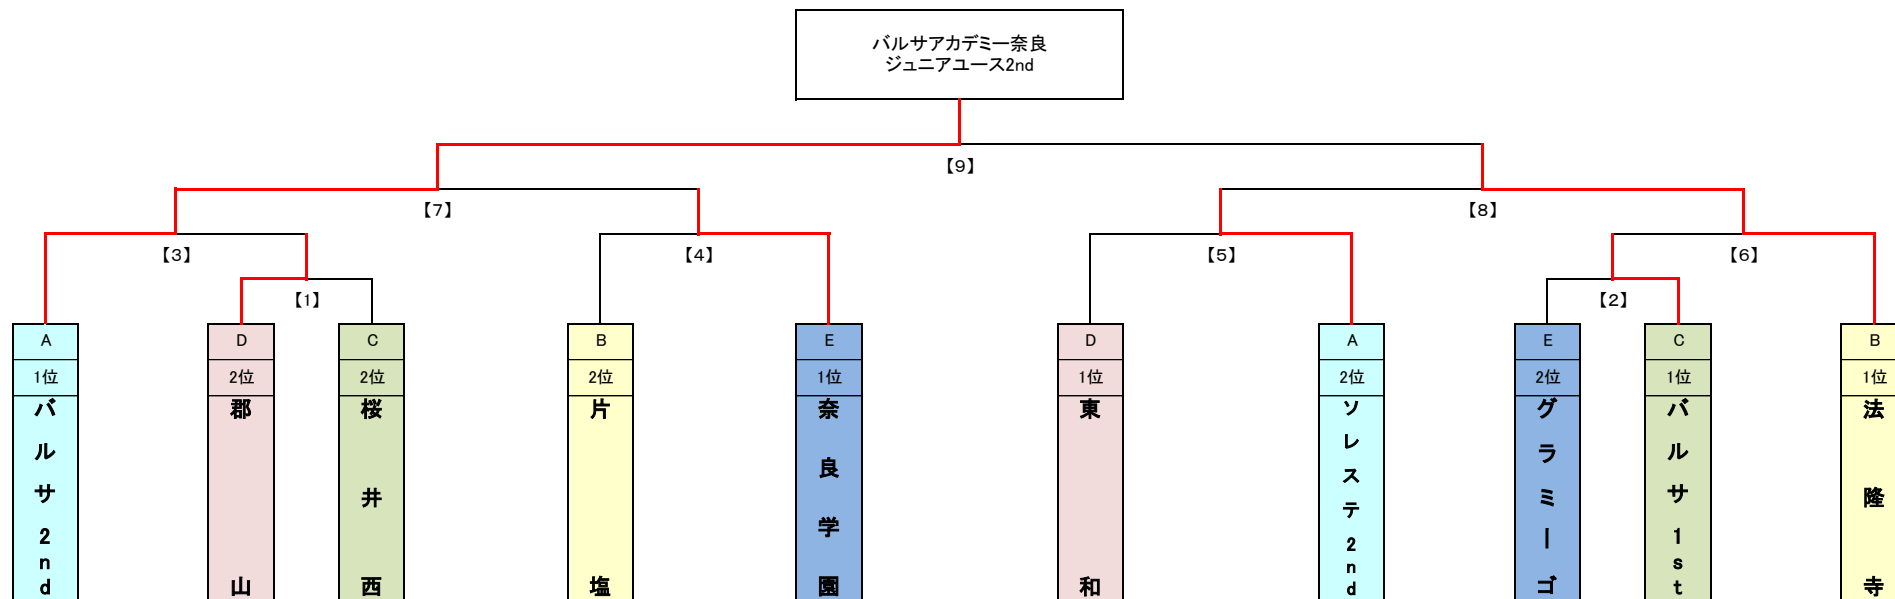 バルサアカデミー奈良
ジュニアユース2nd
【9】
【7】
【8】
【3】
【4】
【5】
【6】
【1】
【2】
A
D
C
B
E
D
A
E
C
B
1位
2位
2位
2位
1位
1位
2位
2位
1位
1位
バルサ2nd
郡山
桜井西
片塩
奈良学園
東和
ソレステ2nd
グラミーゴ
バルサ1st
法隆寺